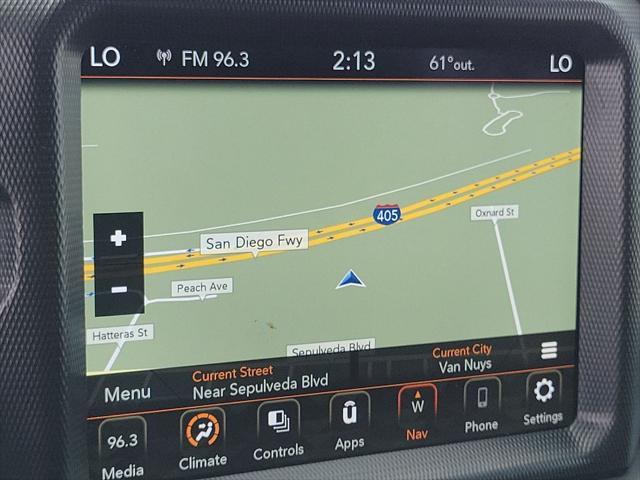 LO FM 96.3 2:13 61°out. LO
405
Oxnard St
San Diego Fwy
+
Peach Ave
−
Hatteras St
Sepulveda Blvd
Current Street
Near Sepulveda Blvd
Current City
Van Nuys
Menu
96.3
W
Media Climate Controls Apps Nav Phone Settings